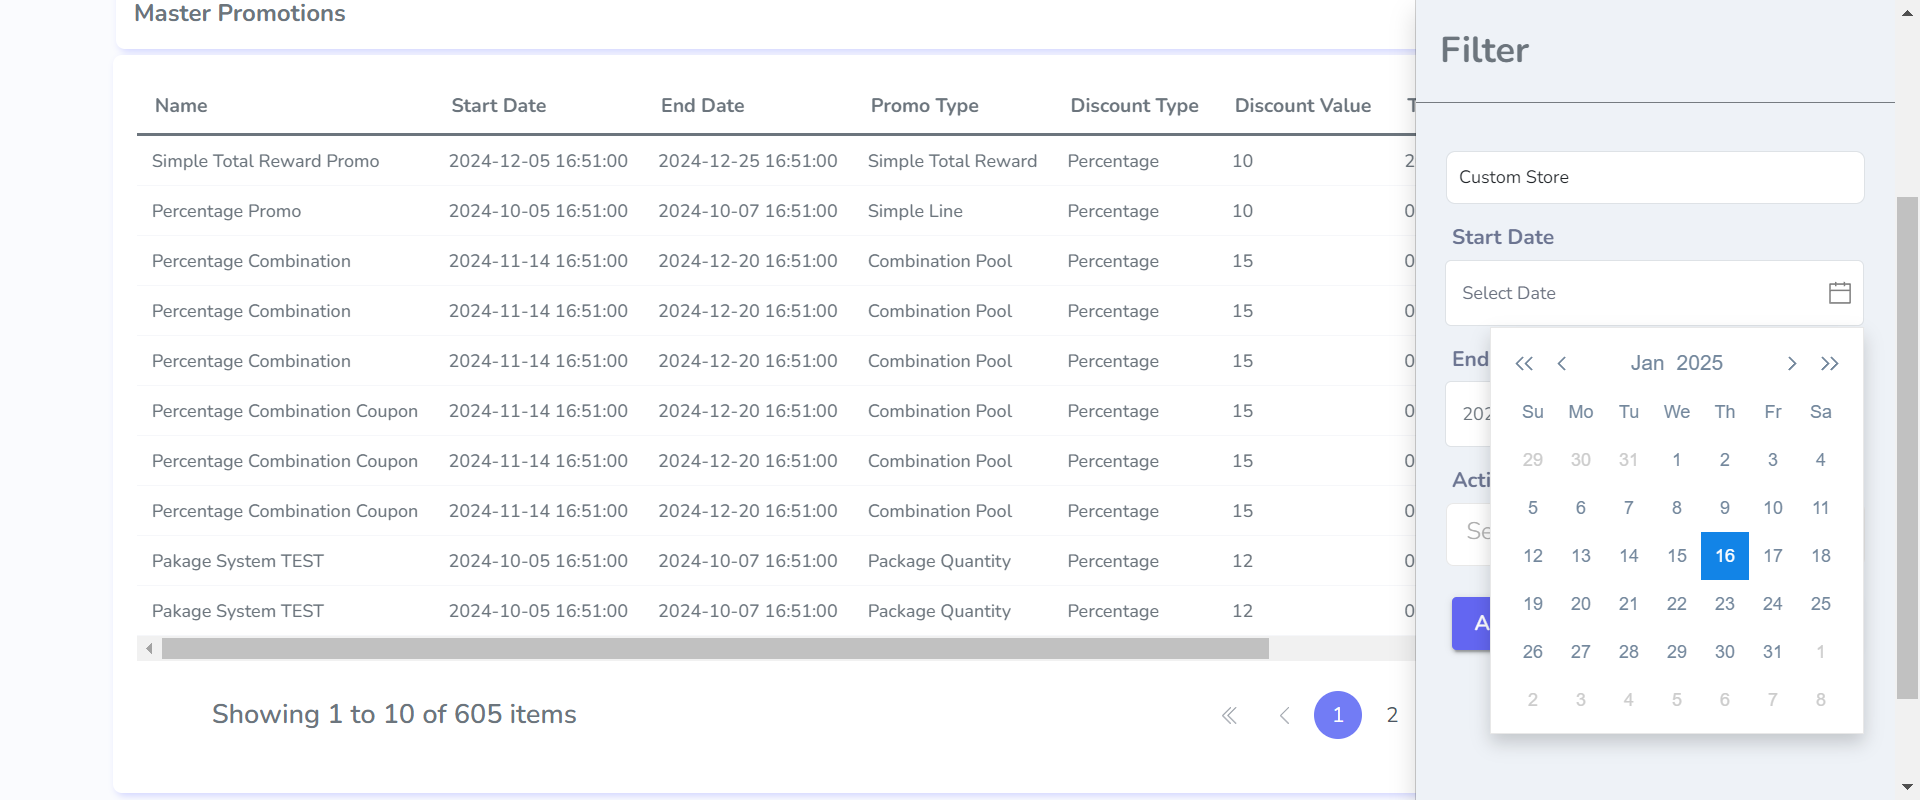 Master Promotions
Name Start Date End Date Promo Type Discount Type Discount Value
Simple Total Reward Promo 2024-12-05 16:51:00 2024-12-25 16:51:00 Simple Total Reward Percentage 10 2
Percentage Promo 2024-10-05 16:51:00 2024-10-07 16:51:00 Simple Line Percentage 10 0
Percentage Combination 2024-11-14 16:51:00 2024-12-20 16:51:00 Combination Pool Percentage 15 0
Percentage Combination 2024-11-14 16:51:00 2024-12-20 16:51:00 Combination Pool Percentage 15 0
Percentage Combination 2024-11-14 16:51:00 2024-12-20 16:51:00 Combination Pool Percentage 15 0
Percentage Combination Coupon 2024-11-14 16:51:00 2024-12-20 16:51:00 Combination Pool Percentage 15 0
Percentage Combination Coupon 2024-11-14 16:51:00 2024-12-20 16:51:00 Combination Pool Percentage 15 0
Percentage Combination Coupon 2024-11-14 16:51:00 2024-12-20 16:51:00 Combination Pool Percentage 15 0
Pakage System TEST 2024-10-05 16:51:00 2024-10-07 16:51:00 Package Quantity Percentage 12 0
Pakage System TEST 2024-10-05 16:51:00 2024-10-07 16:51:00 Package Quantity Percentage 12 0
Showing 1 to 10 of 605 items
1 2
Filter
Custom Store
Start Date
Select Date
End
202
Acti
Se
A
Jan 2025
Su Mo Tu We Th Fr Sa
29 30 31 1 2 3 4
5 6 7 8 9 10 11
12 13 14 15 16 17 18
19 20 21 22 23 24 25
26 27 28 29 30 31 1
2 3 4 5 6 7 8